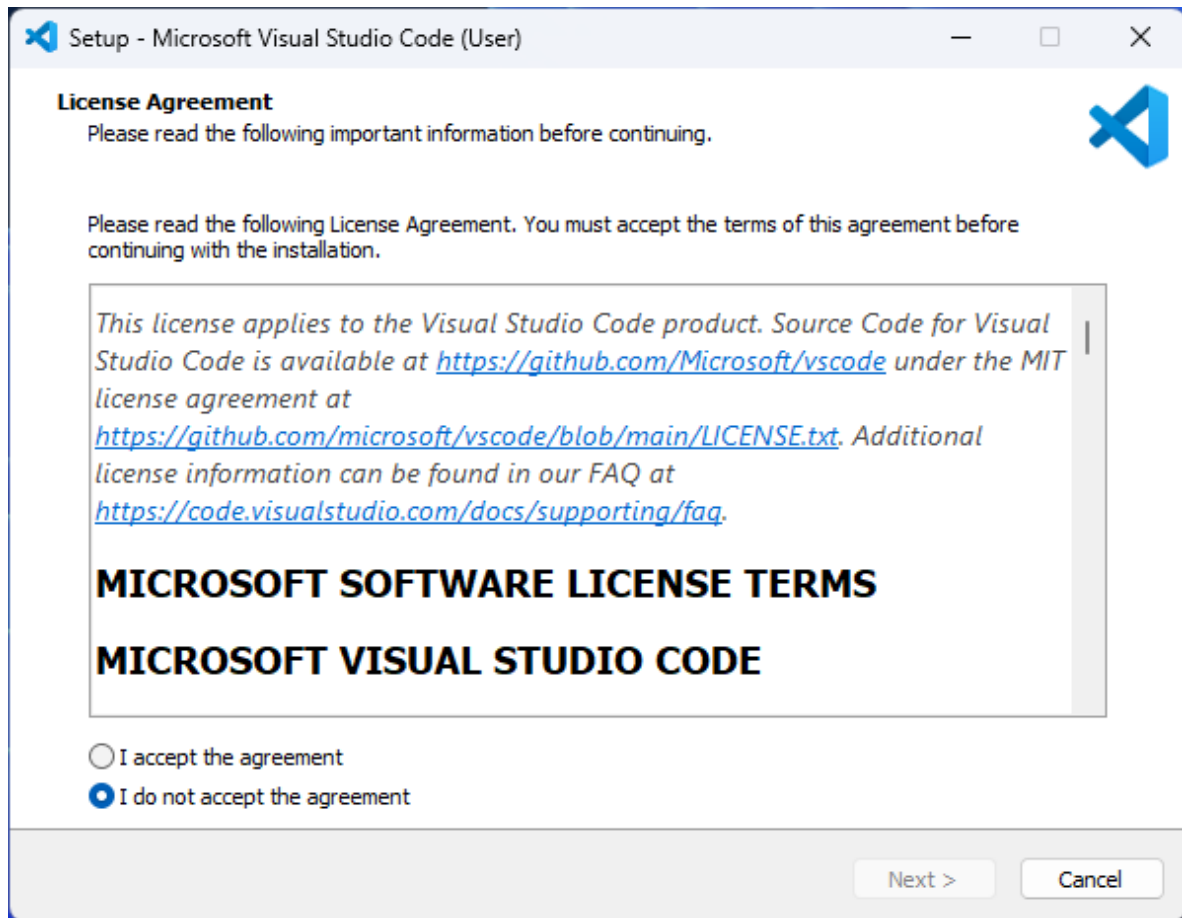 Setup - Microsoft Visual Studio Code (User)
License Agreement
Please read the following important information before continuing.
Please read the following License Agreement. You must accept the terms of this agreement before
continuing with the installation.
This license applies to the Visual Studio Code product. Source Code for Visual
Studio Code is available at https://github.com/Microsoft/vscode under the MIT
license agreement at
https://github.com/microsoft/vscode/blob/main/LICENSE.txt. Additional
license information can be found in our FAQ at
https://code.visualstudio.com/docs/supporting/faq.
MICROSOFT SOFTWARE LICENSE TERMS
MICROSOFT VISUAL STUDIO CODE
I accept the agreement
I do not accept the agreement
Next >
Cancel